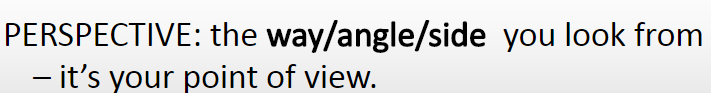 PERSPECTIVE: the way/angle/side  you look from
– it’s your point of view.